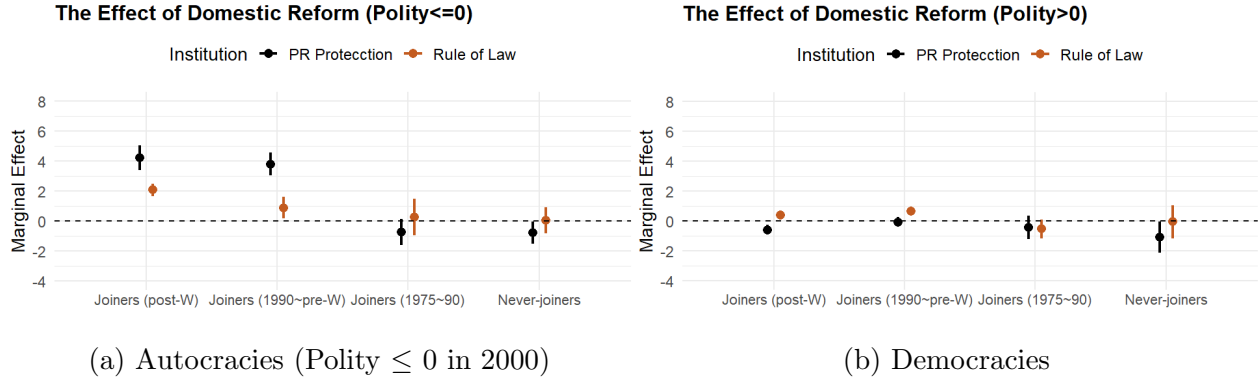 The Effect of Domestic Reform (Polity<=0)
Institution PR Protecction Rule of Law
Marginal Effect
8
6
4
2
0
-2
-4
Joiners (post-W) Joiners (1990~pre-W) Joiners (1975~90) Never-joiners
(a) Autocracies (Polity ≤ 0 in 2000)
The Effect of Domestic Reform (Polity>0)
Institution PR Protecction Rule of Law
Marginal Effect
8
6
4
2
0
-2
-4
Joiners (post-W) Joiners (1990~pre-W) Joiners (1975~90) Never-joiners
(b) Democracies